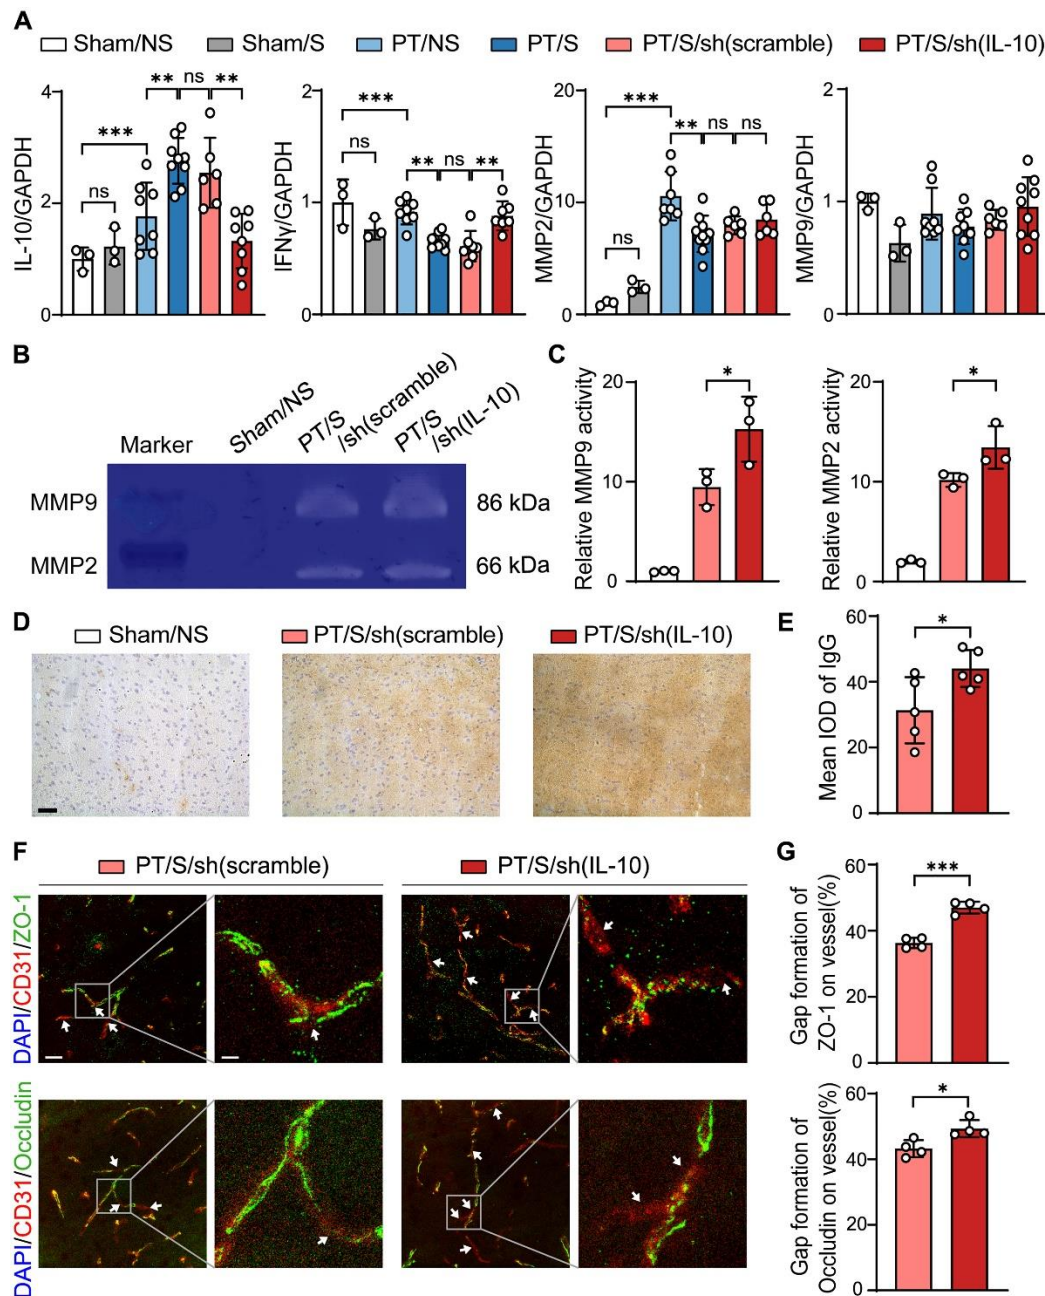 A
Sham/NS Sham/S PT/NS PT/S PT/S/sh(scramble) PT/S/sh(IL-10)
IL-10/GAPDH
4
2
0
ns
***
**
ns
**
IFNγ/GAPDH
2
1
0
ns
***
**
ns
**
MMP2/GAPDH
20
10
0
ns
***
**
ns
ns
MMP9/GAPDH
2
1
0
B
Marker
Sham/NS
PT/S
/sh(scramble)
PT/S
/sh(IL-10)
MMP9
86 kDa
MMP2
66 kDa
C
Relative MMP9 activity
20
10
0
*
Relative MMP2 activity
20
10
0
*
D
Sham/NS PT/S/sh(scramble) PT/S/sh(IL-10)
E
Mean IOD of IgG
60
40
20
0
*
F
PT/S/sh(scramble) PT/S/sh(IL-10)
DAPI/CD31/ZO-1
DAPI/CD31/Occludin
G
Gap formation of
ZO-1 on vessel(%)
60
40
20
0
***
Gap formation of
Occludin on vessel(%)
60
40
20
0
*